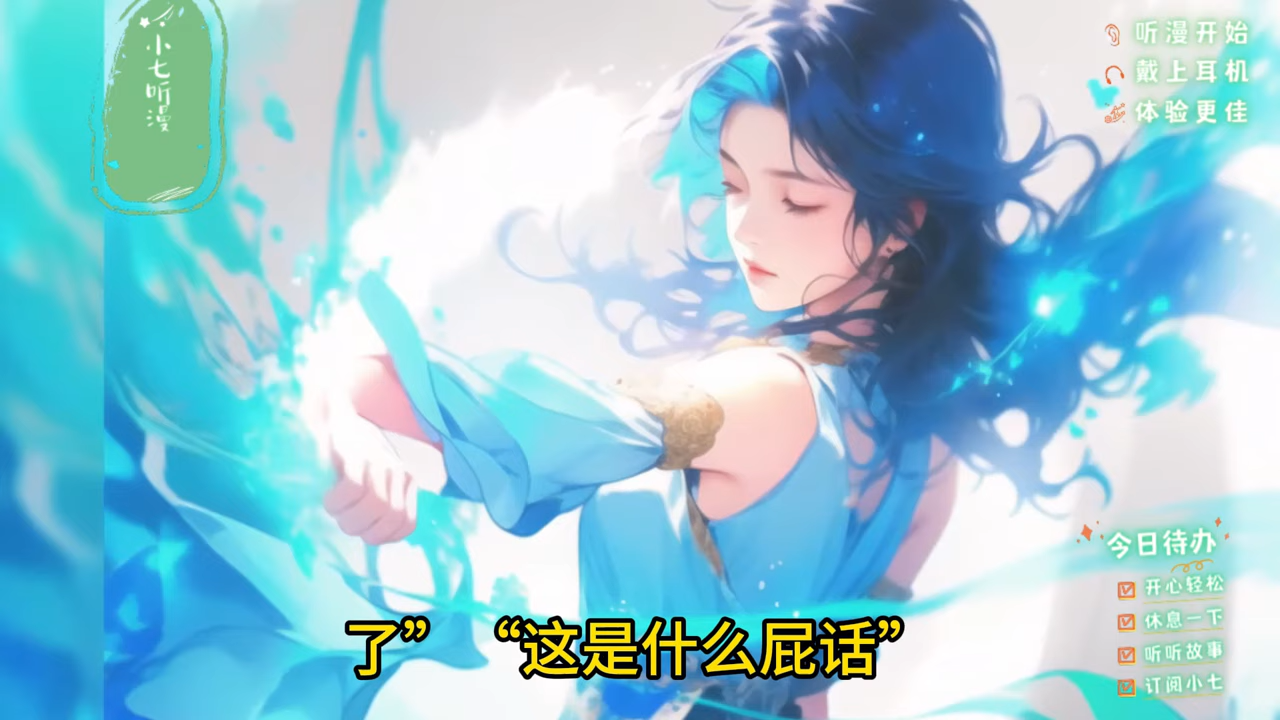 小七听漫
听漫开始
戴上耳机
体验更佳
今日待办
开心轻松
休息一下
听听故事
订阅小七
了” “这是什么屁话”